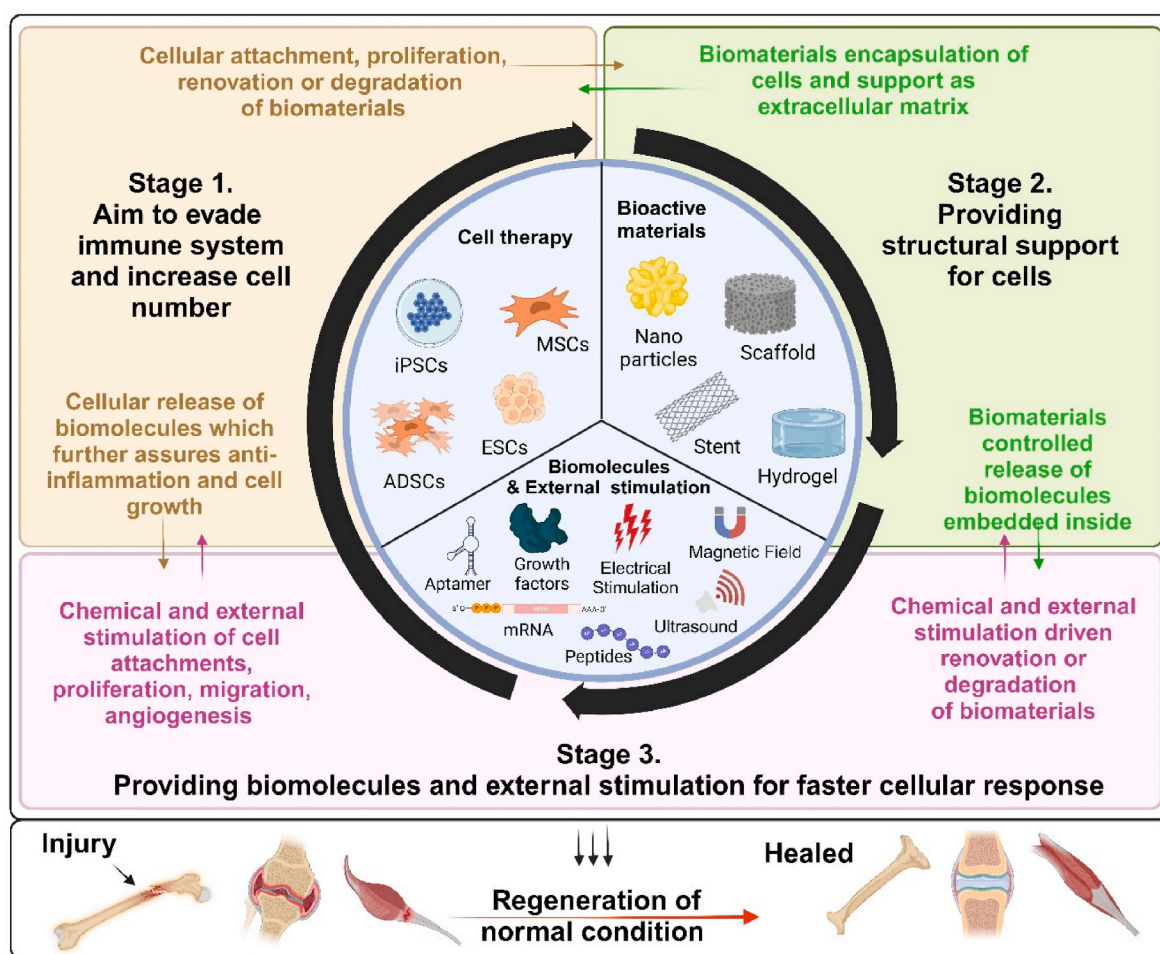 Cellular attachment, proliferation,
renovation or degradation
of biomaterials
Biomaterials encapsulation of
cells and support as
extracellular matrix
Stage 1.
Aim to evade
immune system
and increase cell
number
Stage 2.
Providing
structural support
for cells
Cell therapy
iPSCs
MSCs
ADSCs
ESCs
Bioactive
materials
Nano
particles
Scaffold
Stent
Hydrogel
Cellular release of
biomolecules which
further assures anti-
inflammation and cell
growth
Biomaterials
controlled
release of
biomolecules
embedded inside
Biomolecules
& External stimulation
Aptamer
Growth
factors
Electrical
Stimulation
Magnetic Field
5' G
P P P
AAA-3'
mRNA
Ultrasound
Peptides
Chemical and external
stimulation of cell
attachments,
proliferation, migration,
angiogenesis
Chemical and external
stimulation driven
renovation or
degradation
of biomaterials
Stage 3.
Providing biomolecules and external stimulation for faster cellular response
Injury
Healed
Regeneration of
normal condition